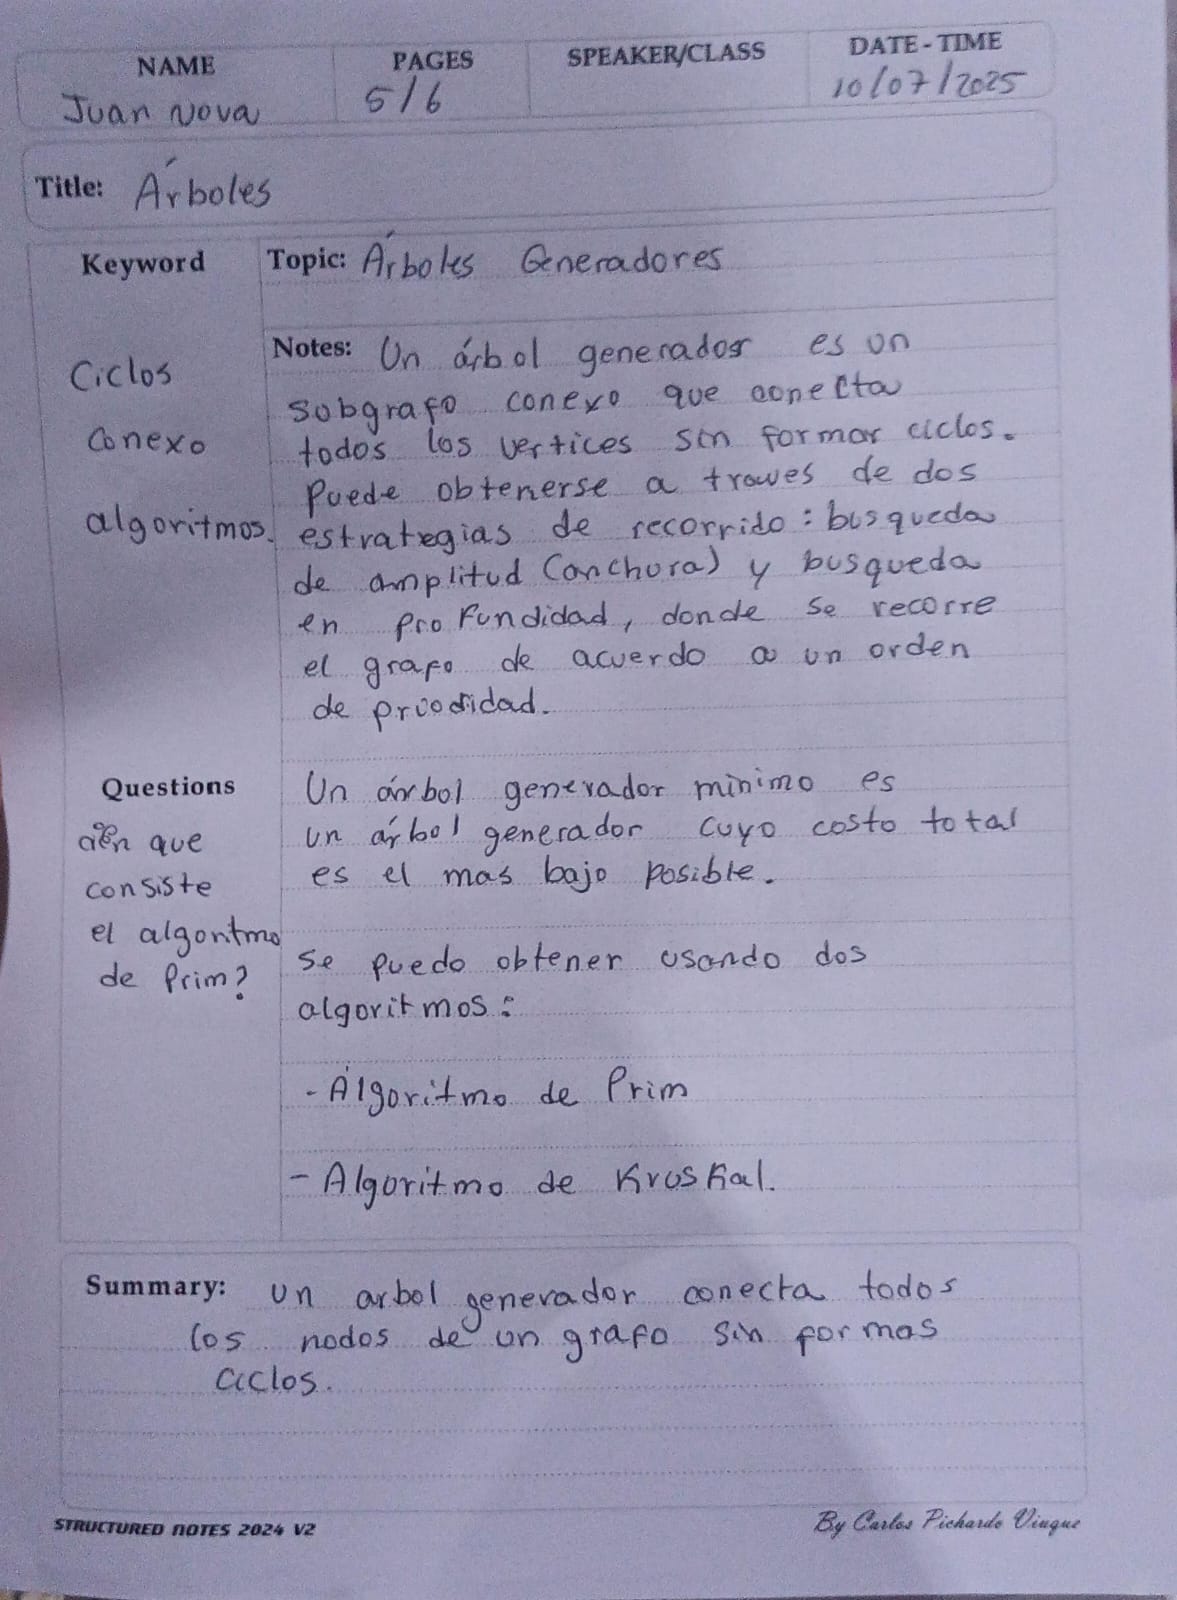 NAME PAGES SPEAKER/CLASS DATE - TIME
Juan Nova 5/6 10/07/2025
Title: Árboles
Keyword
Topic: Árboles Generadores
Ciclos
Conexo
algoritmos.
Notes: Un árbol generador es un
subgrafo conexo que conecta
todos los vertices sin formar ciclos.
Puede obtenerse a traves de dos
estrategias de recorrido: busqueda
de amplitud (anchura) y busqueda
en profundidad, donde se recorre
el grafo de acuerdo a un orden
de prioridad.
Questions
en que
consiste
el algoritmo
de Prim?
Un árbol generador minimo es
un árbol generador cuyo costo total
es el mas bajo posible.
se puedo obtener usando dos
algoritmos:
- Algoritmo de Prim
- Algoritmo de Kruskal.
Summary: un arbol generador conecta todos
los nodos de un grafo sin formas
ciclos.
STRUCTURED NOTES 2024 V2
By Carlos Pichardo Viuque